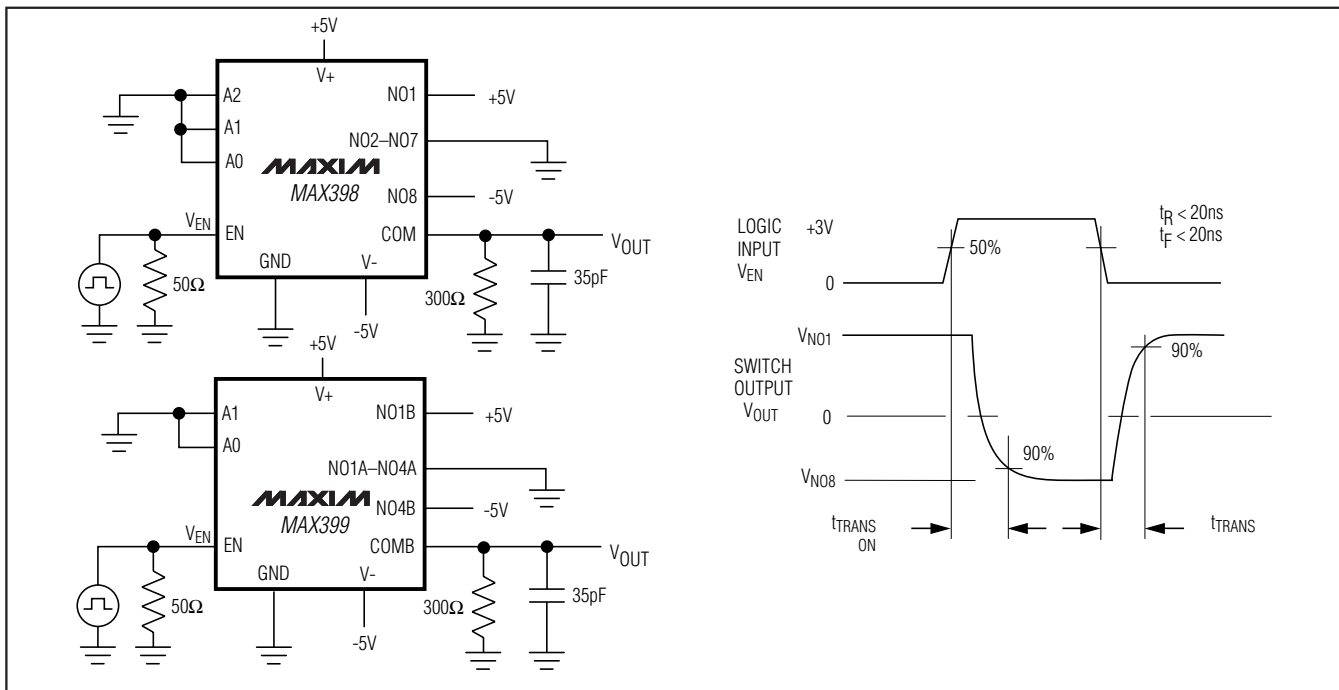 +5V
V+
A2
A1
A0
NO1
+5V
NO2–NO7
MAXIM
MAX398
NO8
-5V
VEN
EN
COM
VOUT
GND
V-
50Ω
300Ω
35pF
-5V
+5V
V+
A1
A0
NO1B
+5V
NO1A–NO4A
MAXIM
MAX399
NO4B
-5V
VEN
EN
COMB
VOUT
GND
V-
50Ω
300Ω
35pF
-5V
LOGIC
INPUT
VEN
+3V
0
50%
tR < 20ns
tF < 20ns
VNO1
SWITCH
OUTPUT
VOUT
0
VNO8
90%
90%
tTRANS
ON
tTRANS